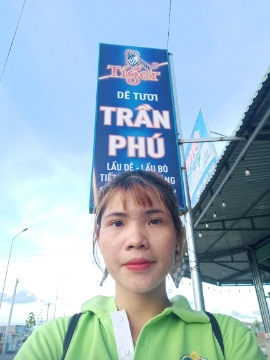 Tiger
DÊ TƯƠI
TRẦN
PHÚ
LẨU DÊ - LẨU BÒ